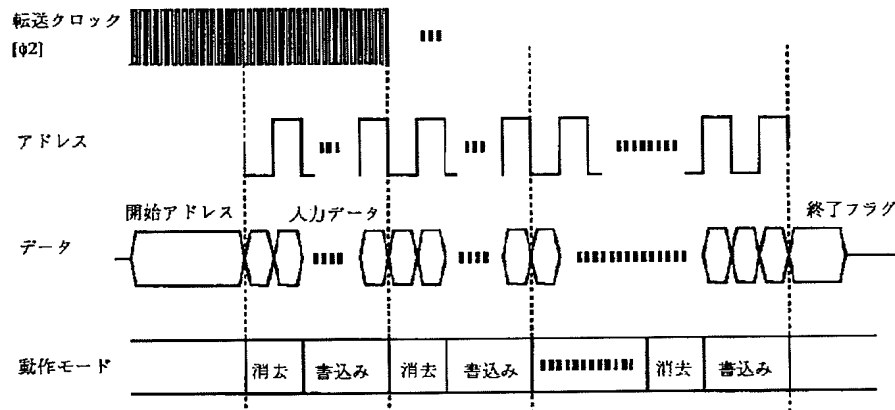 転送クロック
[φ2]
アドレス
開始アドレス
入力データ
終了フラグ
データ
動作モード
消去
書込み
消去
書込み
消去
書込み